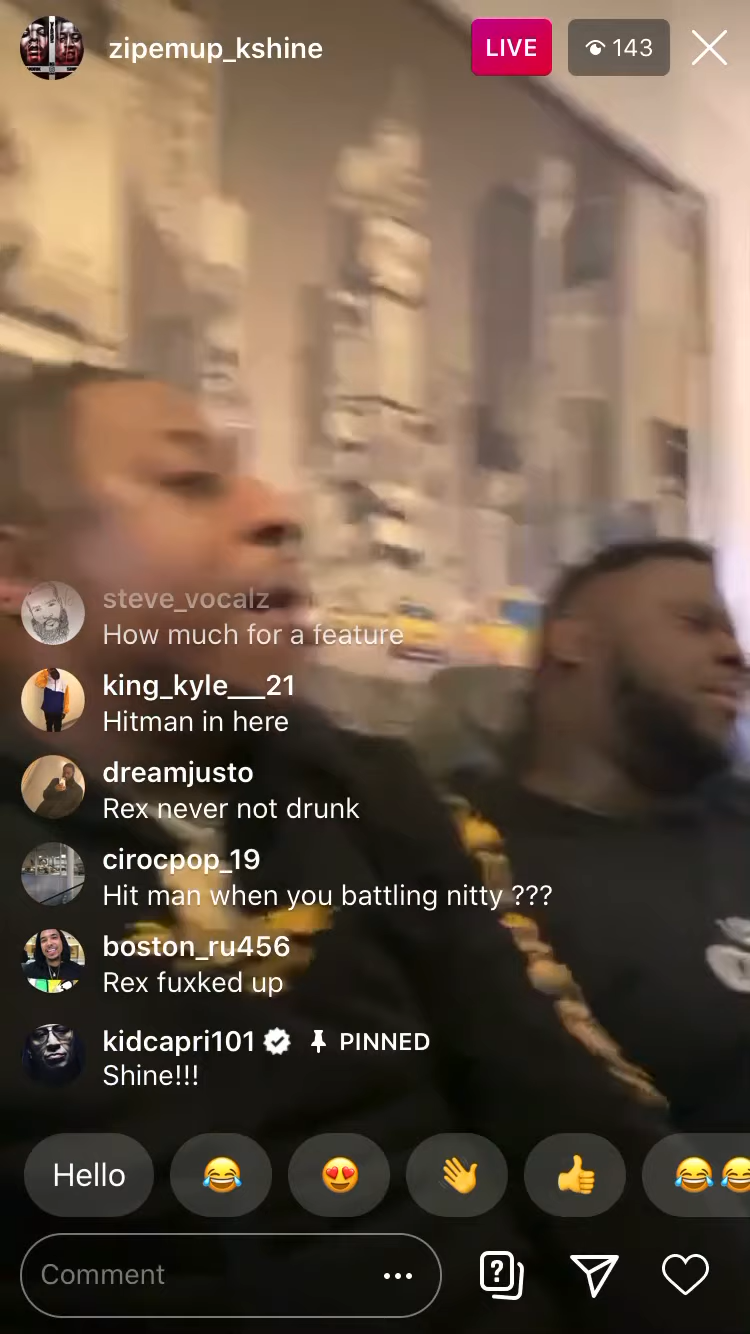 zipemup_kshine
LIVE
143
steve_vocalz
How much for a feature
king_kyle___21
Hitman in here
dreamjusto
Rex never not drunk
cirocpop_19
Hit man when you battling nitty ???
boston_ru456
Rex fuxked up
kidcapri101 PINNED
Shine!!!
Hello 😂 😍 👋 👍 😂😂
Comment